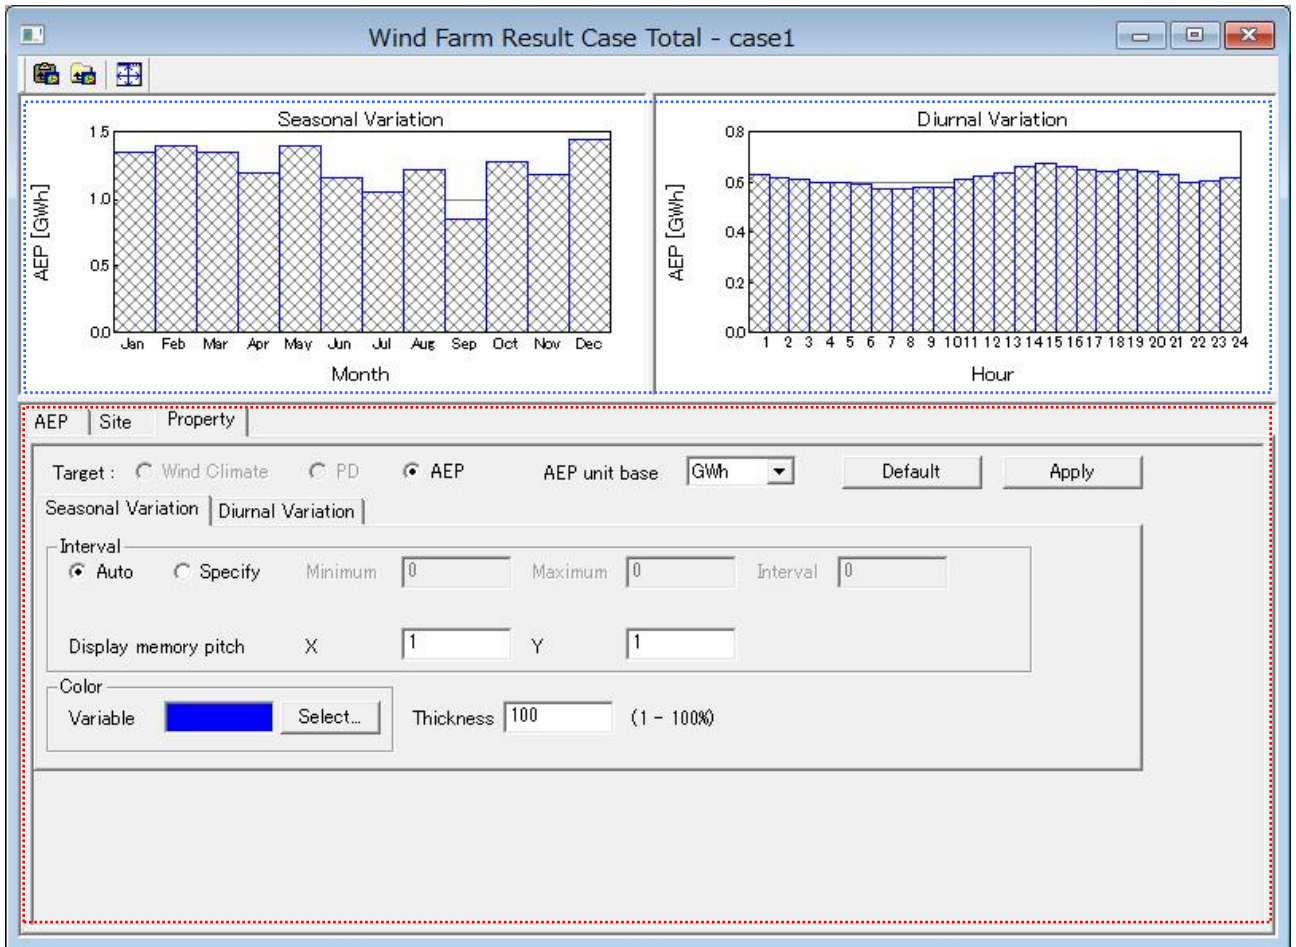 Wind Farm Result Case Total - case1
Seasonal Variation
1.5
1.0
0.5
0.0
AEP [GWh]
Jan Feb Mar Apr May Jun Jul Aug Sep Oct Nov Dec
Month
Diurnal Variation
0.8
0.6
0.4
0.2
0.0
AEP [GWh]
1 2 3 4 5 6 7 8 9 10 11 12 13 14 15 16 17 18 19 20 21 22 23 24
Hour
AEP Site Property
Target : Wind Climate PD AEP AEP unit base GWh Default Apply
Seasonal Variation Diurnal Variation
Interval
Auto Specify Minimum 0 Maximum 0 Interval 0
Display memory pitch X 1 Y 1
Color
Variable Select... Thickness 100 (1 - 100%)